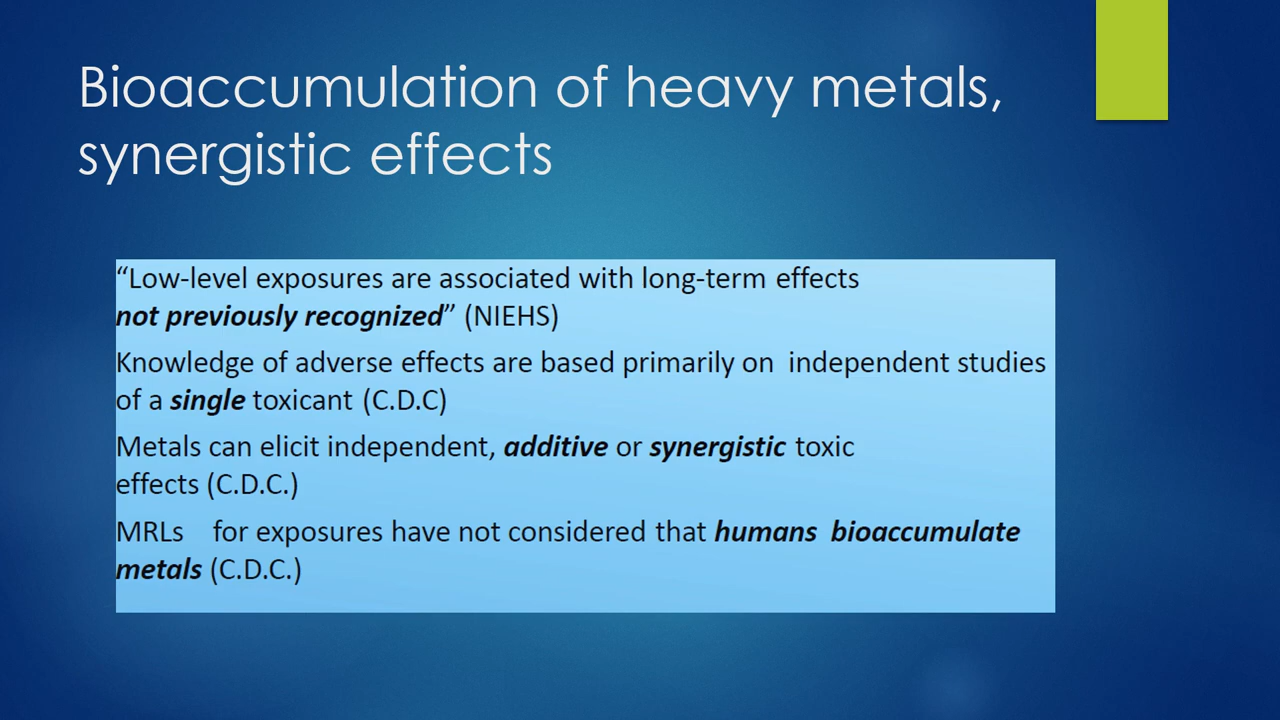 Bioaccumulation of heavy metals,
synergistic effects
“Low-level exposures are associated with long-term effects
not previously recognized” (NIEHS)
Knowledge of adverse effects are based primarily on  independent studies
of a single toxicant (C.D.C)
Metals can elicit independent, additive or synergistic toxic
effects (C.D.C.)
MRLs    for exposures have not considered that humans  bioaccumulate
metals (C.D.C.)